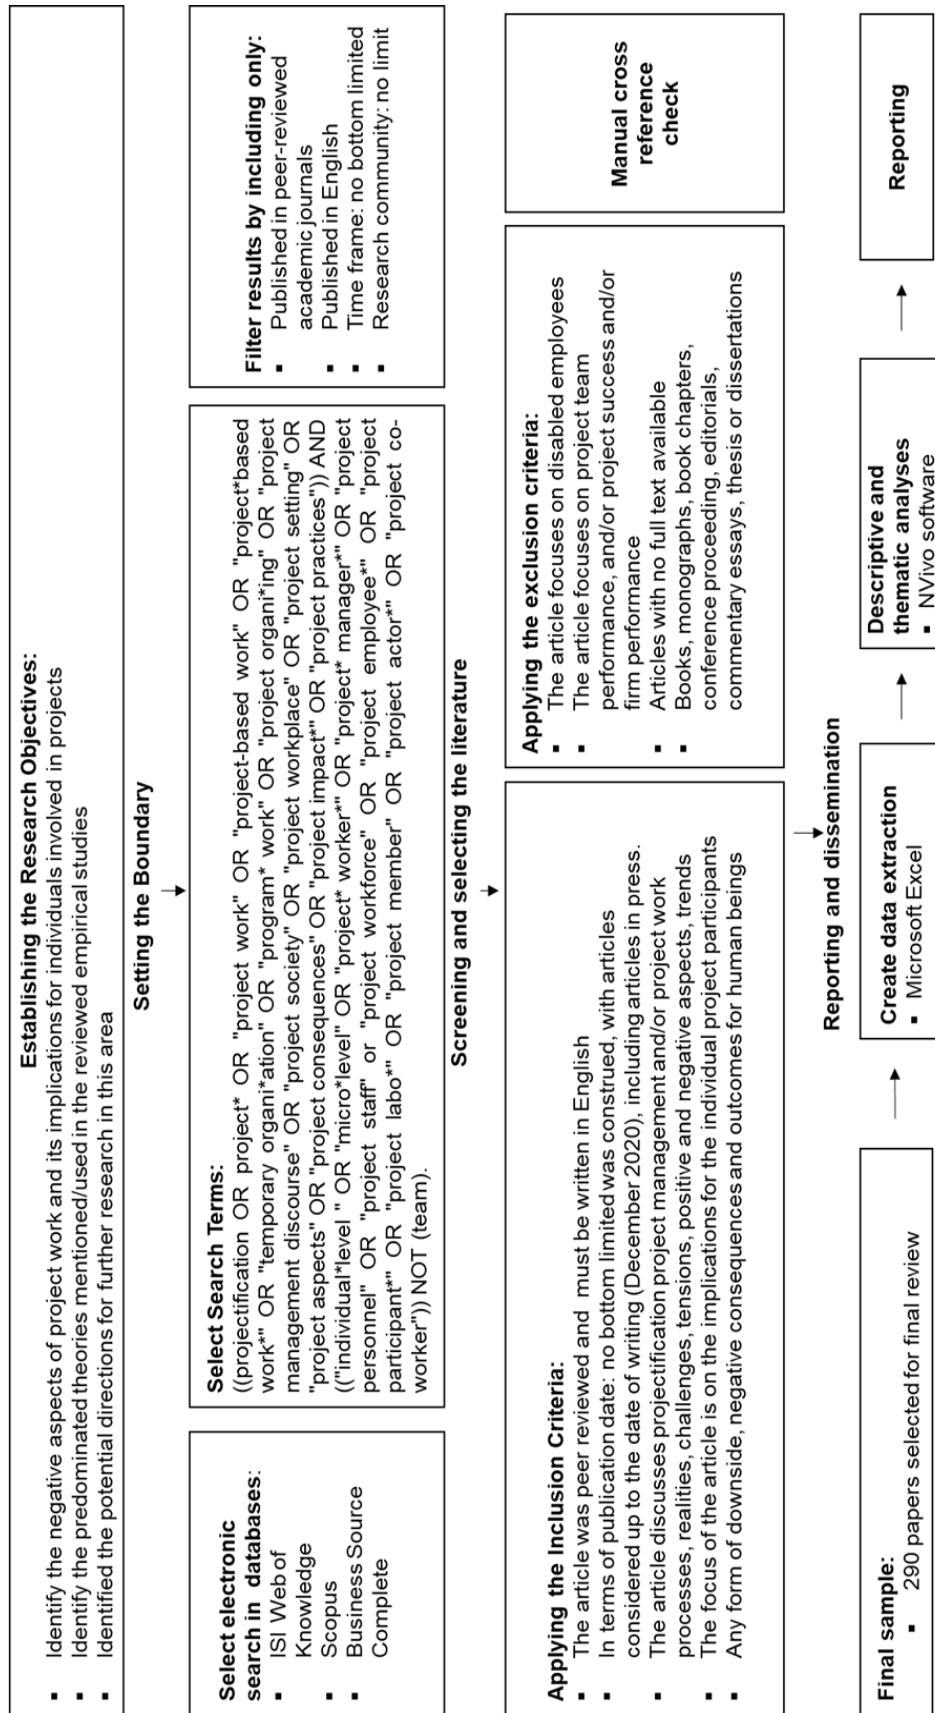 Establishing the Research Objectives:
▪ Identify the negative aspects of project work and its implications for individuals involved in projects
▪ Identify the predominated theories mentioned/used in the reviewed empirical studies
▪ Identified the potential directions for further research in this area
Setting the Boundary
Select electronic
search in databases:
▪ ISI Web of
Knowledge
▪ Scopus
▪ Business Source
Complete
Select Search Terms:
((projectification OR project* OR "project work" OR "project-based work" OR "project*based
work*" OR "temporary organi*ation" OR "program* work" OR "project organi*ing" OR "project
management discourse" OR "project society" OR "project workplace" OR "project setting" OR
"project aspects" OR "project consequences" OR "project impact*" OR "project practices")) AND
(("individual*level " OR "micro*level" OR "project* worker*" OR "project* manager*" OR "project
personnel" OR "project staff" or "project workforce" OR "project employee*" OR "project
participant*" OR "project labo*" OR "project member" OR "project actor*" OR "project co-
worker")) NOT (team).
Filter results by including only:
▪ Published in peer-reviewed
academic journals
▪ Published in English
▪ Time frame: no bottom limited
▪ Research community: no limit
Screening and selecting the literature
Applying the Inclusion Criteria:
▪ The article was peer reviewed and must be written in English
▪ In terms of publication date: no bottom limited was construed, with articles
considered up to the date of writing (December 2020), including articles in press.
▪ The article discusses projectification project management and/or project work
processes, realities, challenges, tensions, positive and negative aspects, trends
▪ The focus of the article is on the implications for the individual project participants
▪ Any form of downside, negative consequences and outcomes for human beings
Applying the exclusion criteria:
▪ The article focuses on disabled employees
▪ The article focuses on project team
performance, and/or project success and/or
firm performance
▪ Articles with no full text available
▪ Books, monographs, book chapters,
conference proceeding, editorials,
commentary essays, thesis or dissertations
Manual cross
reference
check
Reporting and dissemination
Final sample:
▪ 290 papers selected for final review
Create data extraction
▪ Microsoft Excel
Descriptive and
thematic analyses
▪ NVivo software
Reporting